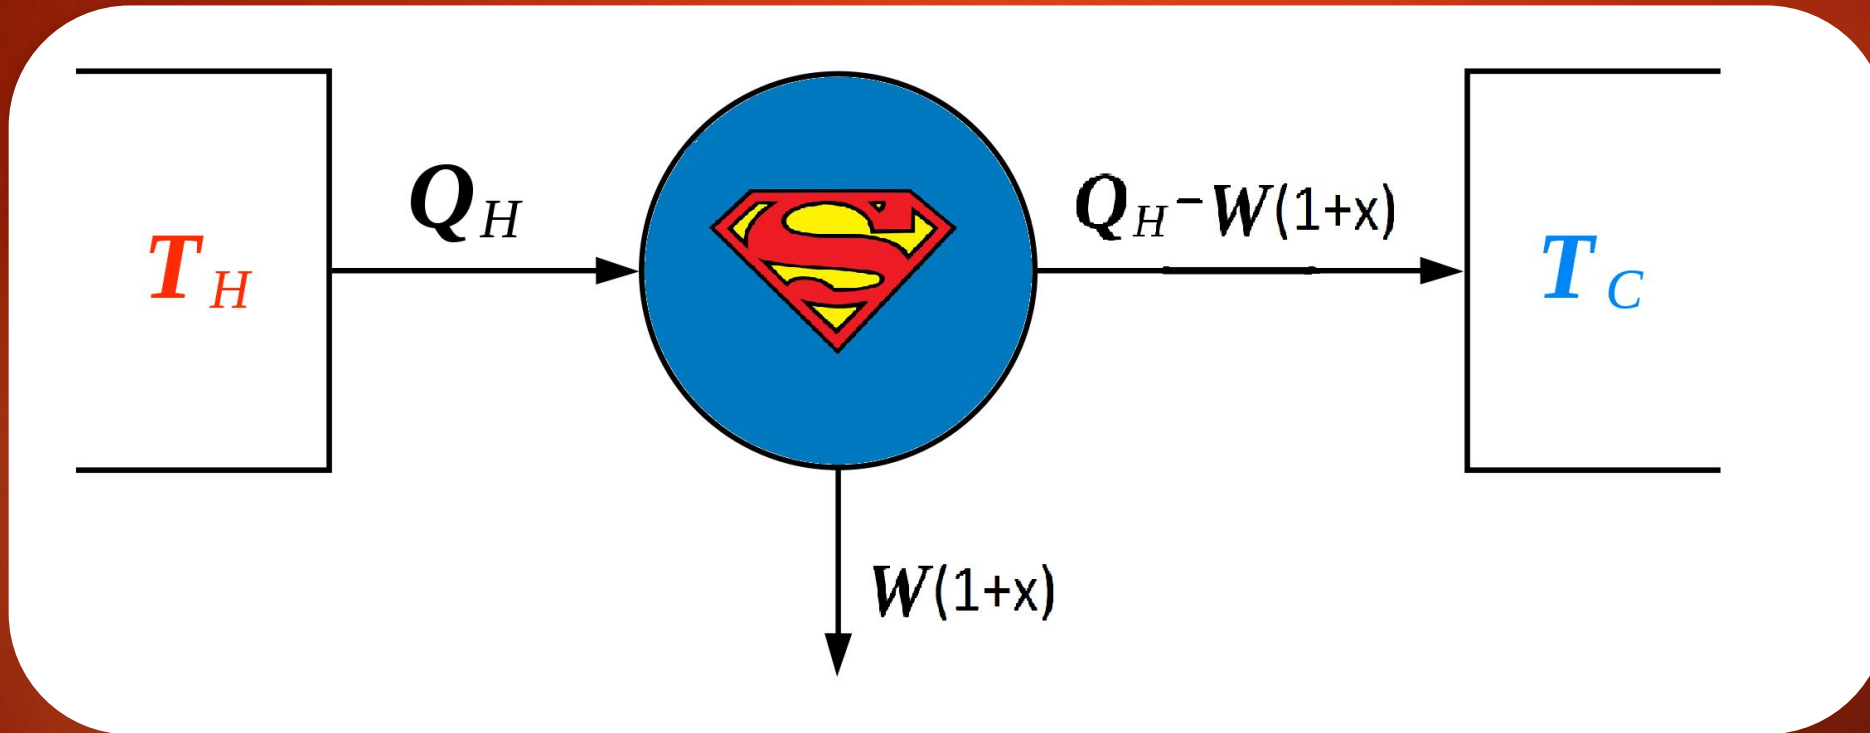 Q_H
Q_H-W(1+x)
T_H
S
T_C
W(1+x)